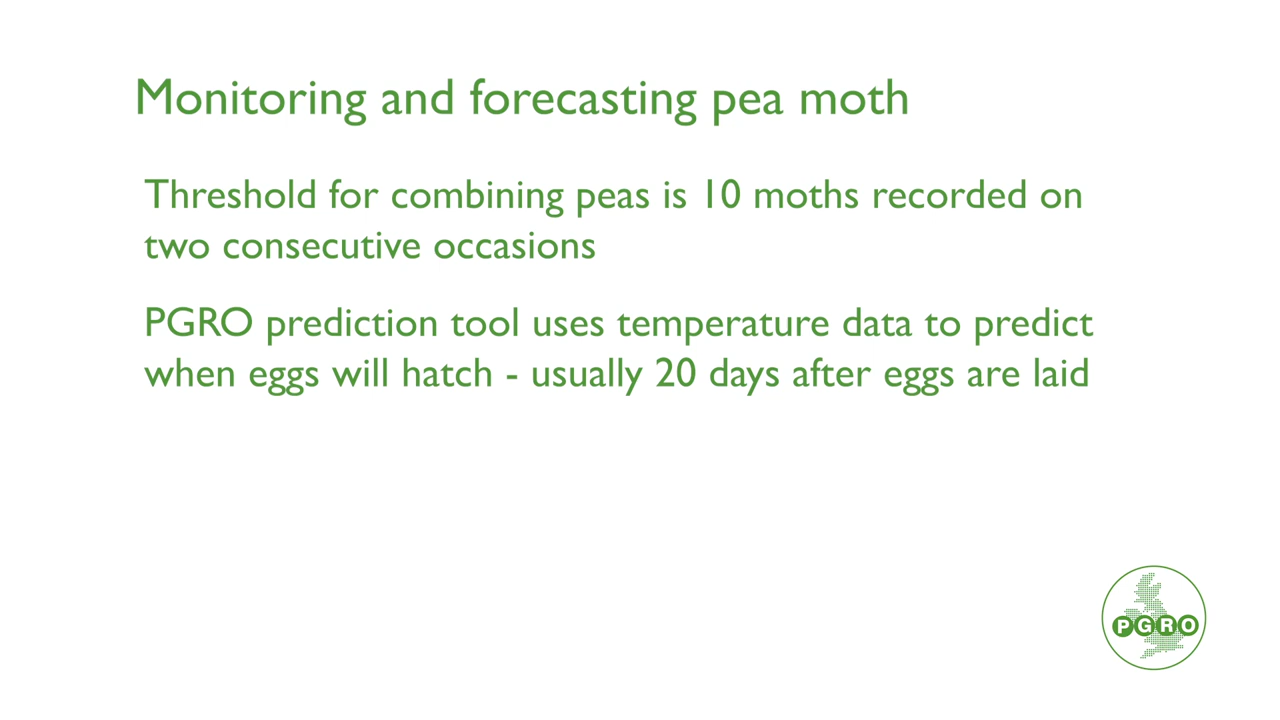 Monitoring and forecasting pea moth
Threshold for combining peas is 10 moths recorded on
two consecutive occasions
PGRO prediction tool uses temperature data to predict
when eggs will hatch - usually 20 days after eggs are laid
PGRO